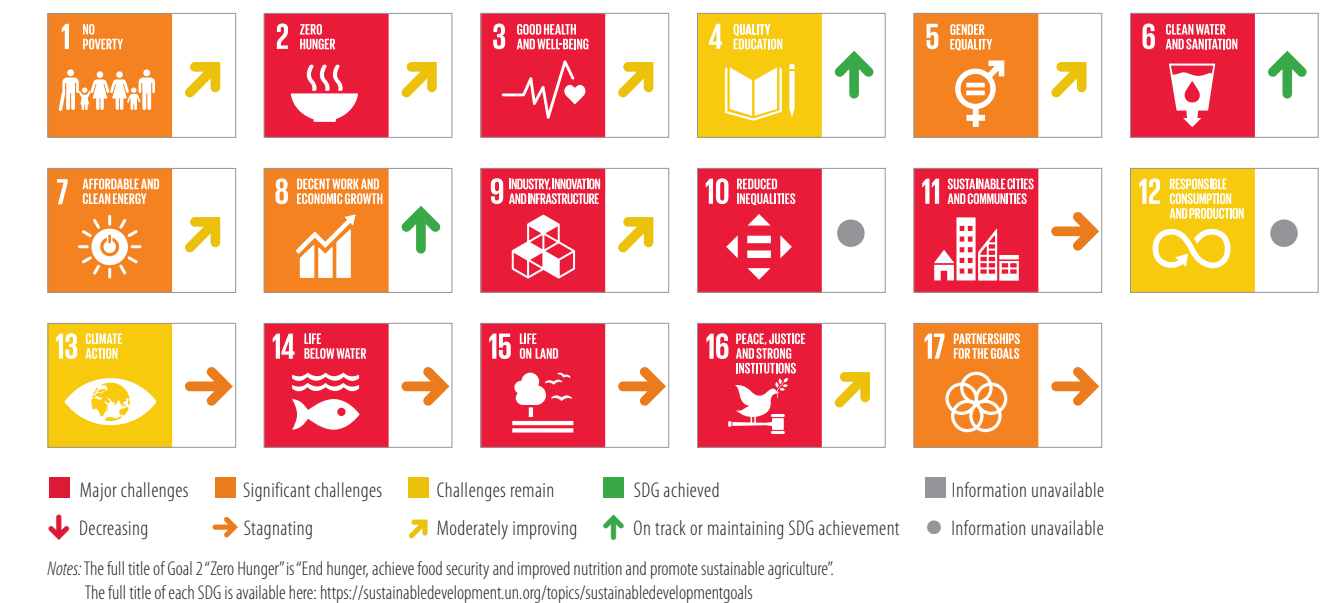 1 NO
POVERTY
2 ZERO
HUNGER
3 GOOD HEALTH
AND WELL-BEING
4 QUALITY
EDUCATION
5 GENDER
EQUALITY
6 CLEAN WATER
AND SANITATION
7 AFFORDABLE AND
CLEAN ENERGY
8 DECENT WORK AND
ECONOMIC GROWTH
9 INDUSTRY, INNOVATION
AND INFRASTRUCTURE
10 REDUCED
INEQUALITIES
11 SUSTAINABLE CITIES
AND COMMUNITIES
12 RESPONSIBLE
CONSUMPTION
AND PRODUCTION
13 CLIMATE
ACTION
14 LIFE
BELOW WATER
15 LIFE
ON LAND
16 PEACE, JUSTICE
AND STRONG
INSTITUTIONS
17 PARTNERSHIPS
FOR THE GOALS
Major challenges Significant challenges Challenges remain SDG achieved Information unavailable
Decreasing Stagnating Moderately improving On track or maintaining SDG achievement Information unavailable
Notes: The full title of Goal 2 “Zero Hunger” is “End hunger, achieve food security and improved nutrition and promote sustainable agriculture”.
The full title of each SDG is available here: https://sustainabledevelopment.un.org/topics/sustainabledevelopmentgoals